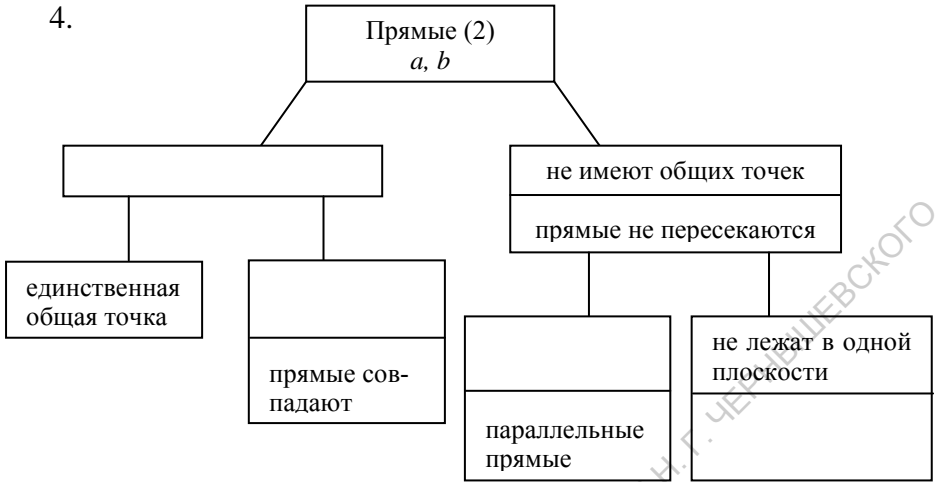 4.
Прямые (2)
a, b
не имеют общих точек
прямые не пересекаются
единственная
общая точка
прямые сов-
падают
параллельные
прямые
не лежат в одной
плоскости
Н. Г. ЧЕРНЫШЕВСКОГО